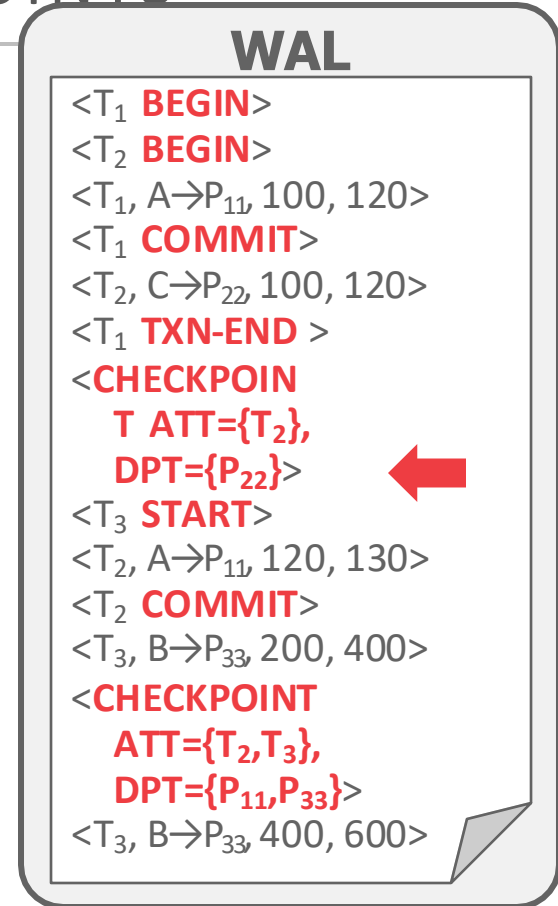 WAL
<T₁ BEGIN>
<T₂ BEGIN>
<T₁, A→P₁₁, 100, 120>
<T₁ COMMIT>
<T₂, C→P₂₂, 100, 120>
<T₁ TXN-END >
<CHECKPOIN
T ATT={T₂},
DPT={P₂₂}>
<T₃ START>
<T₂, A→P₁₁, 120, 130>
<T₂ COMMIT>
<T₃, B→P₃₃, 200, 400>
<CHECKPOINT
ATT={T₂,T₃},
DPT={P₁₁,P₃₃}>
<T₃, B→P₃₃, 400, 600>